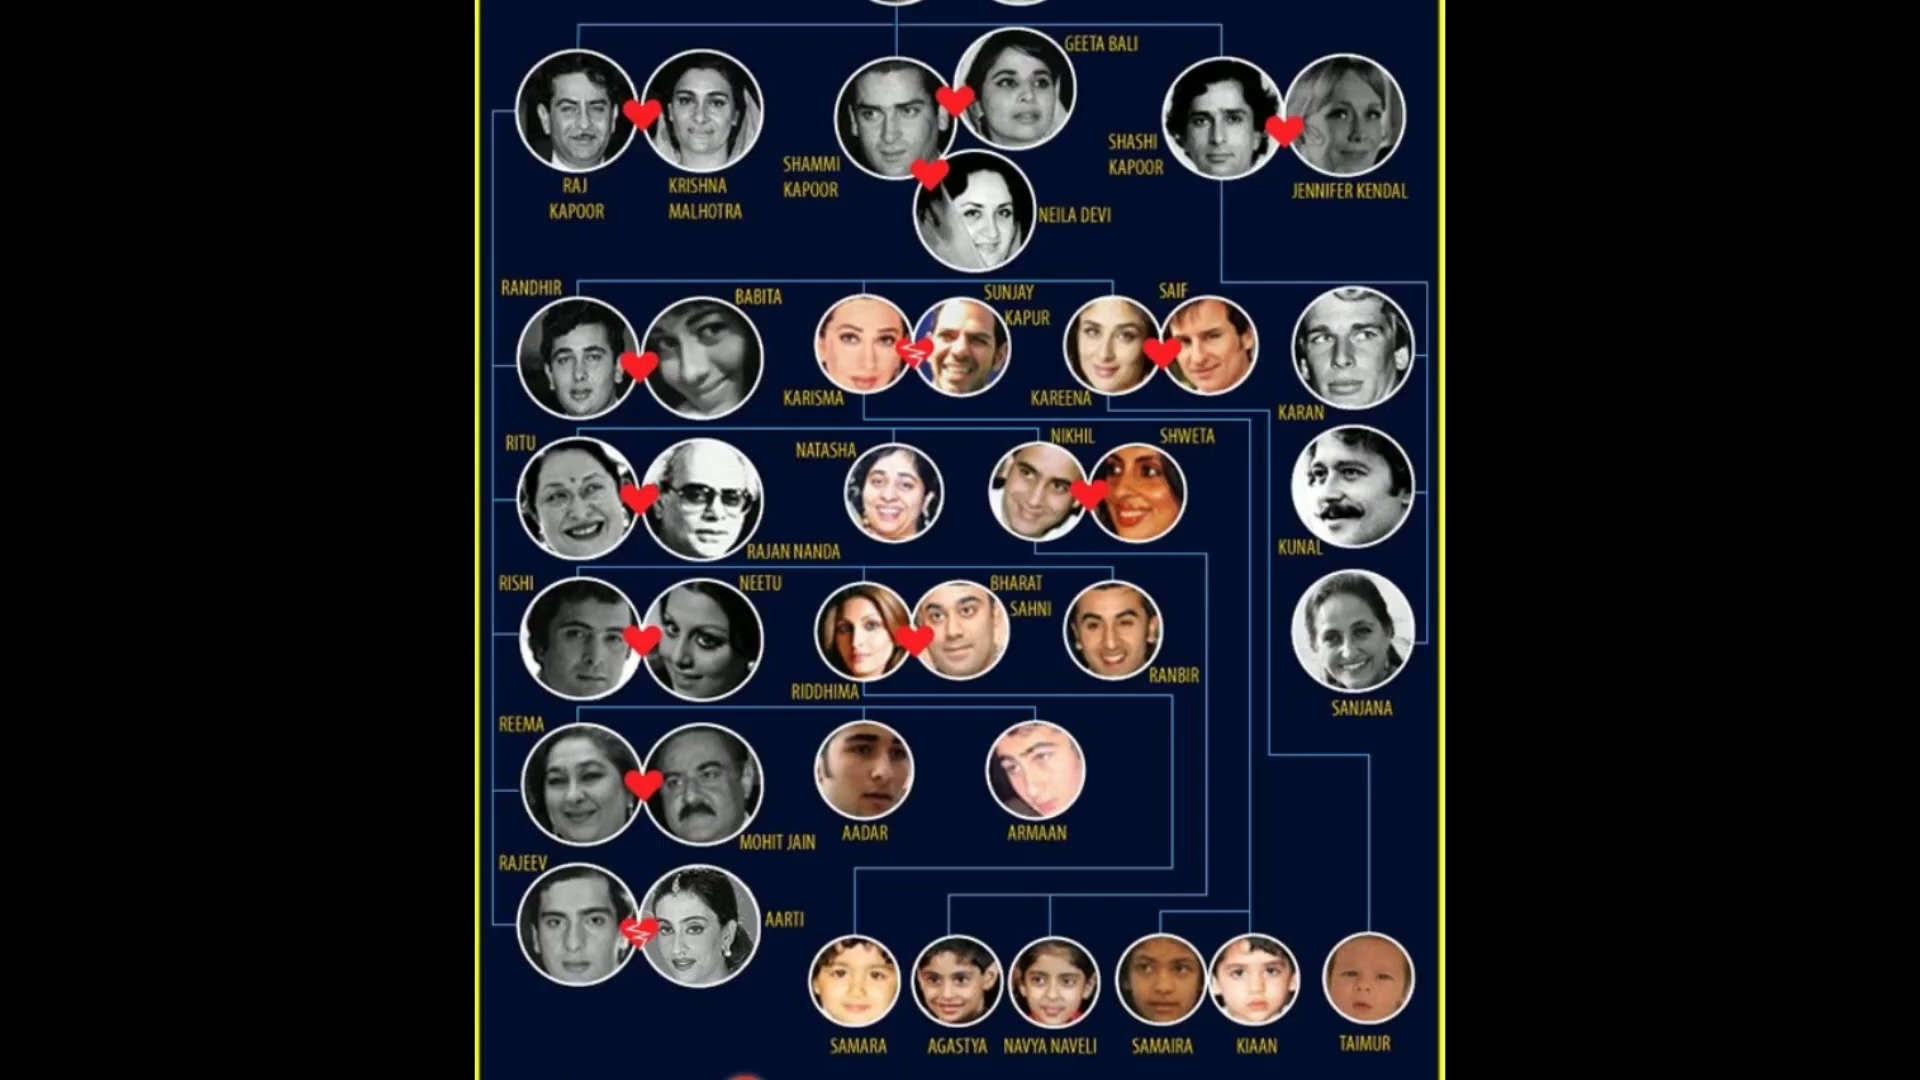 GEETA BALI
SHASHI
KAPOOR
SHAMMI
KAPOOR
RAJ
KAPOOR
KRISHNA
MALHOTRA
JENNIFER KENDAL
NEILA DEVI
RANDHIR
BABITA
SUNJAY
KAPUR
SAIF
KARISMA
KAREENA
KARAN
RITU
NATASHA
NIKHIL
SHWETA
RAJAN NANDA
KUNAL
RISHI
NEETU
BHARAT
SAHNI
RIDDHIMA
RANBIR
SANJANA
REEMA
MOHIT JAIN
AADAR
ARMAAN
RAJEEV
AARTI
SAMARA
AGASTYA
NAVYA NAVELI
SAMAIRA
KIAAN
TAIMUR